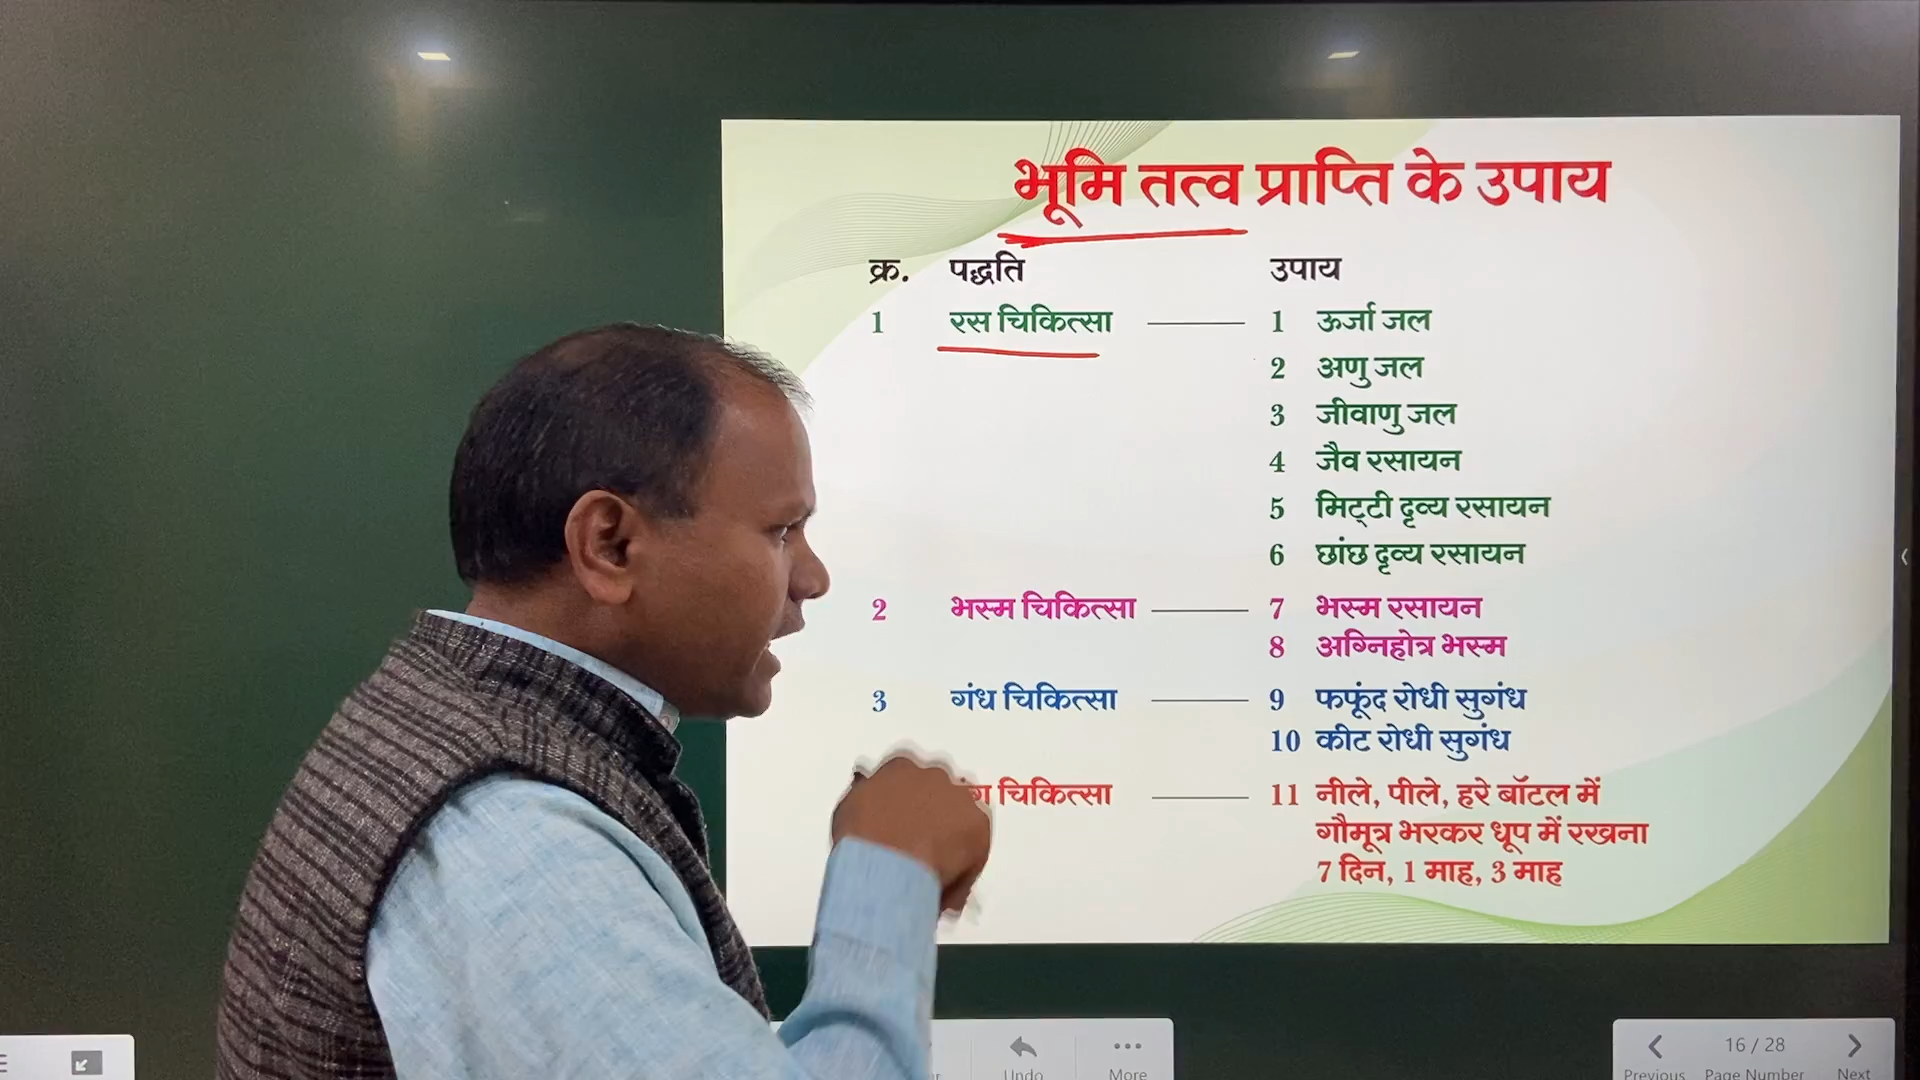 भूमि तत्व प्राप्ति के उपाय
क्र. पद्धति उपाय
1 रस चिकित्सा 1 ऊर्जा जल
2 अणु जल
3 जीवाणु जल
4 जैव रसायन
5 मिट्टी दृव्य रसायन
6 छांछ दृव्य रसायन
2 भस्म चिकित्सा 7 भस्म रसायन
8 अग्निहोत्र भस्म
3 गंध चिकित्सा 9 फफूंद रोधी सुगंध
10 कीट रोधी सुगंध
चिकित्सा 11 नीले, पीले, हरे बॉटल में
गौमूत्र भरकर धूप में रखना
7 दिन, 1 माह, 3 माह
16 / 28
Undo More Previous Page Number Next